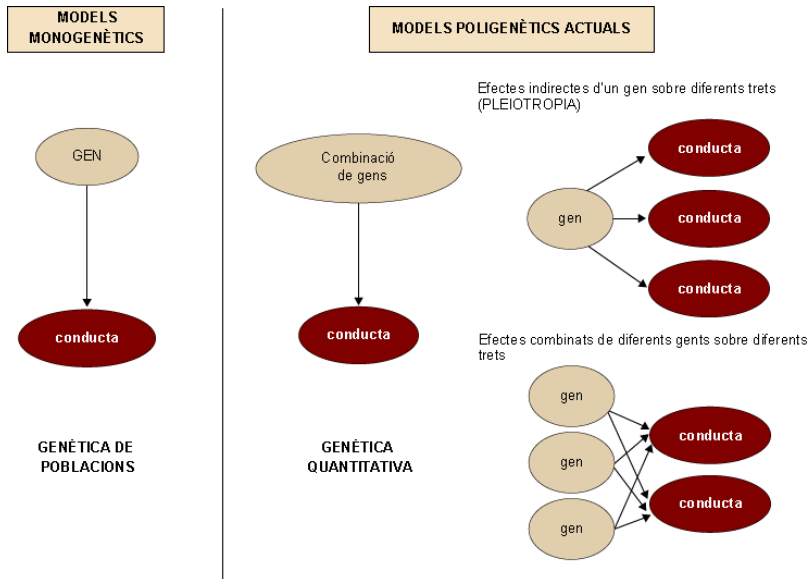 MODELS
MONOGENÈTICS
GEN
conducta
GENÈTICA DE
POBLACIONS
MODELS POLIGENÈTICS ACTUALS
Combinació
de gens
conducta
GENÈTICA
QUANTITATIVA
Efectes indirectes d'un gen sobre diferents trets
(PLEIOTROPIA)
gen
conducta
conducta
conducta
Efectes combinats de diferents gents sobre diferents
trets
gen
gen
gen
conducta
conducta